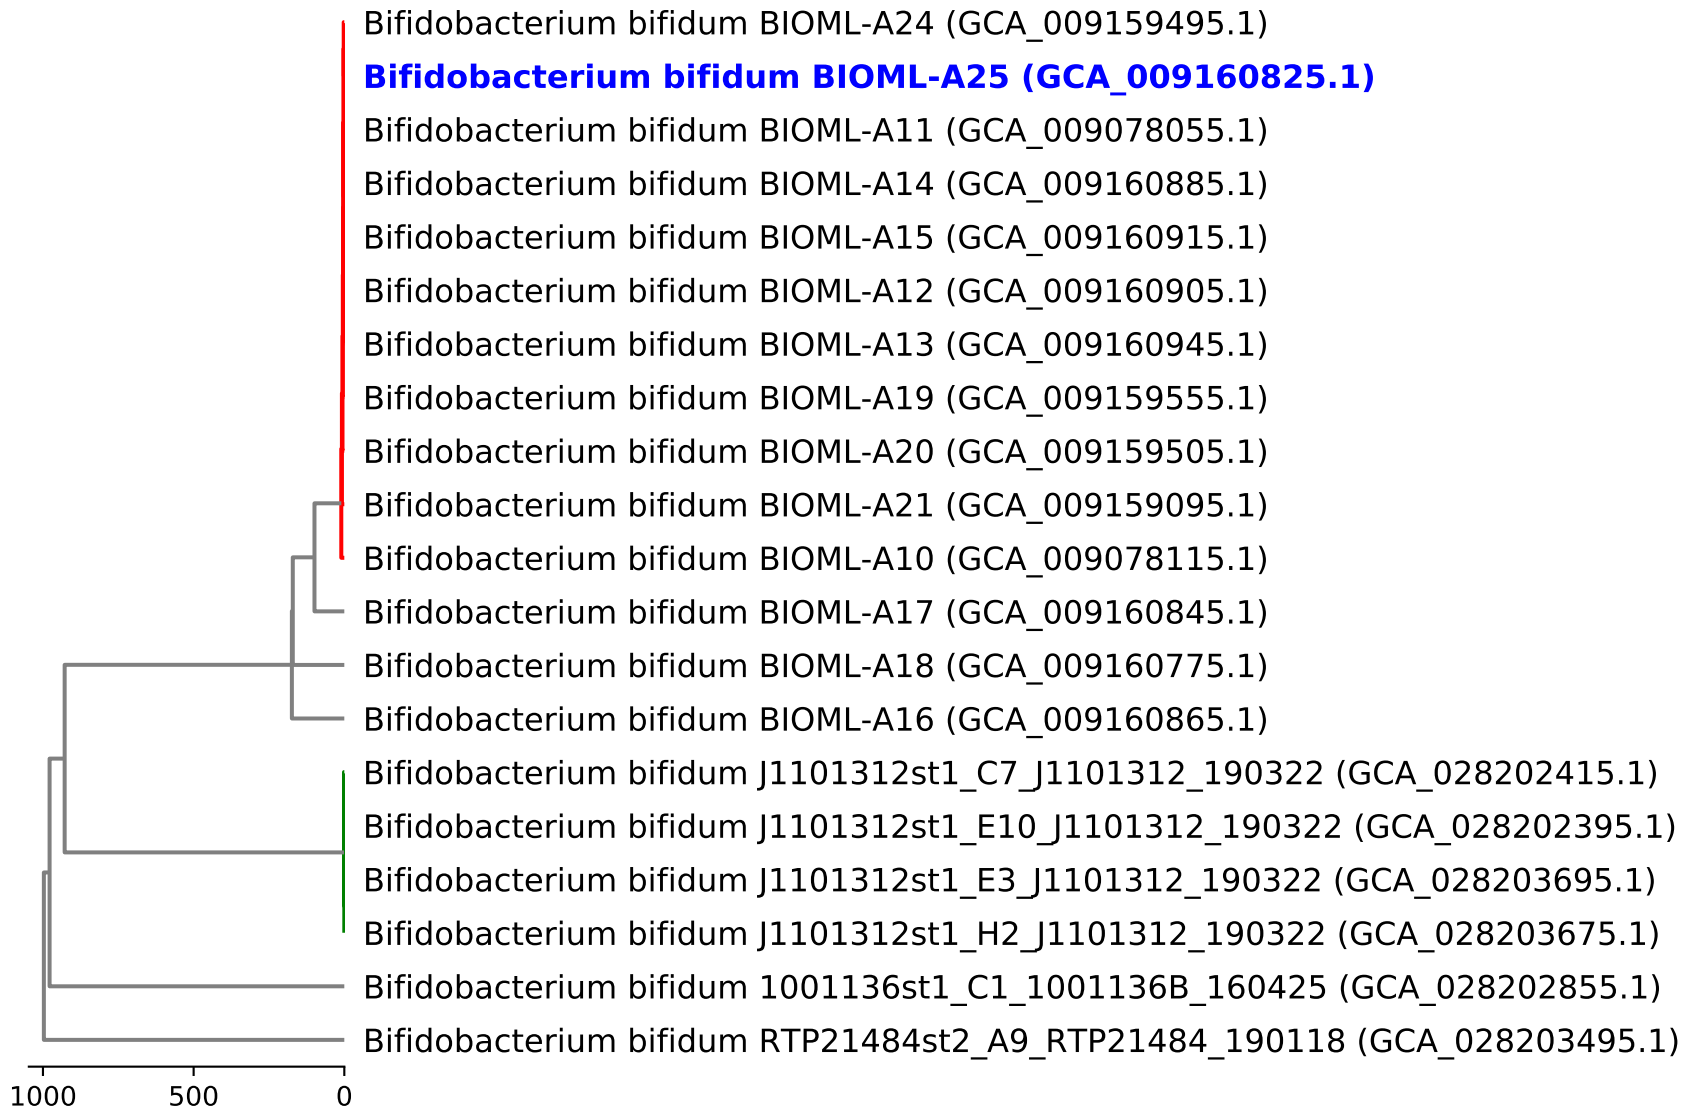 Bifidobacterium bifidum BIOML-A24 (GCA_009159495.1)
Bifidobacterium bifidum BIOML-A25 (GCA_009160825.1)
Bifidobacterium bifidum BIOML-A11 (GCA_009078055.1)
Bifidobacterium bifidum BIOML-A14 (GCA_009160885.1)
Bifidobacterium bifidum BIOML-A15 (GCA_009160915.1)
Bifidobacterium bifidum BIOML-A12 (GCA_009160905.1)
Bifidobacterium bifidum BIOML-A13 (GCA_009160945.1)
Bifidobacterium bifidum BIOML-A19 (GCA_009159555.1)
Bifidobacterium bifidum BIOML-A20 (GCA_009159505.1)
Bifidobacterium bifidum BIOML-A21 (GCA_009159095.1)
Bifidobacterium bifidum BIOML-A10 (GCA_009078115.1)
Bifidobacterium bifidum BIOML-A17 (GCA_009160845.1)
Bifidobacterium bifidum BIOML-A18 (GCA_009160775.1)
Bifidobacterium bifidum BIOML-A16 (GCA_009160865.1)
Bifidobacterium bifidum J1101312st1_C7_J1101312_190322 (GCA_028202415.1)
Bifidobacterium bifidum J1101312st1_E10_J1101312_190322 (GCA_028202395.1)
Bifidobacterium bifidum J1101312st1_E3_J1101312_190322 (GCA_028203695.1)
Bifidobacterium bifidum J1101312st1_H2_J1101312_190322 (GCA_028203675.1)
Bifidobacterium bifidum 1001136st1_C1_1001136B_160425 (GCA_028202855.1)
Bifidobacterium bifidum RTP21484st2_A9_RTP21484_190118 (GCA_028203495.1)
1000 500 0